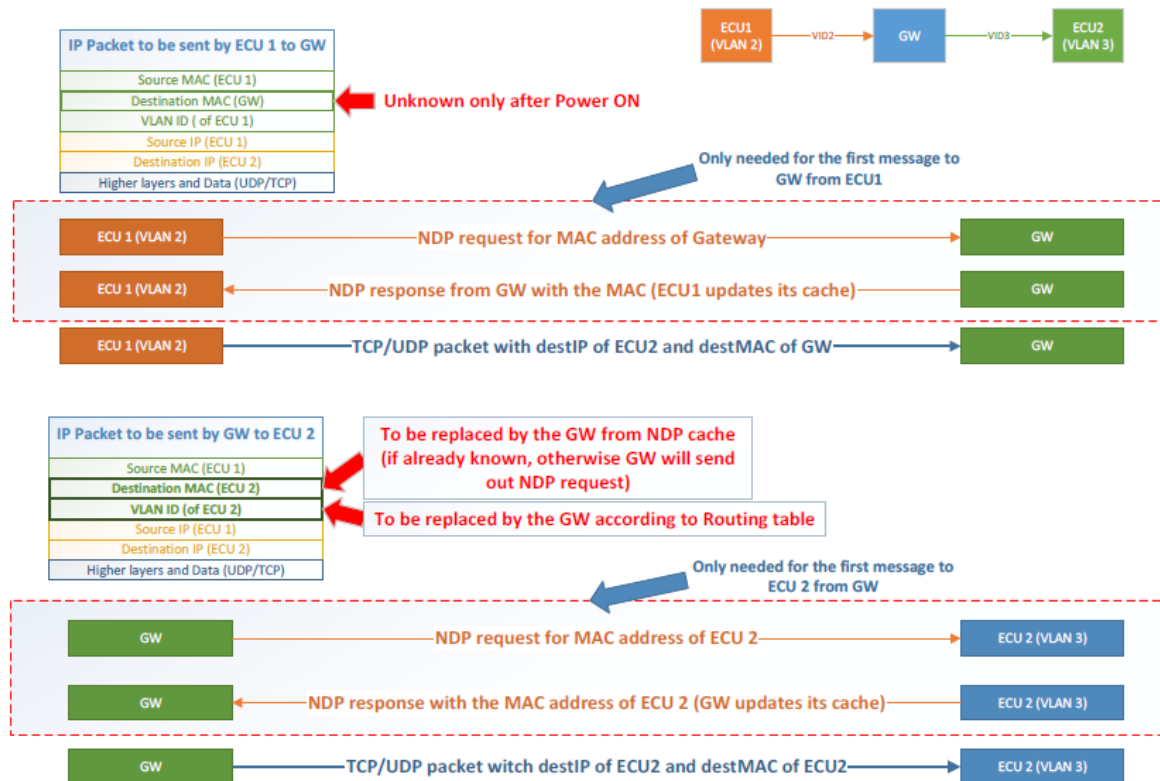 ECU1
(VLAN 2)
VID2
GW
VID3
ECU2
(VLAN 3)
IP Packet to be sent by ECU 1 to GW
Source MAC (ECU 1)
Destination MAC (GW)
VLAN ID ( of ECU 1)
Source IP (ECU 1)
Destination IP (ECU 2)
Higher layers and Data (UDP/TCP)
Unknown only after Power ON
Only needed for the first message to
GW from ECU1
ECU 1 (VLAN 2)
NDP request for MAC address of Gateway
GW
ECU 1 (VLAN 2)
NDP response from GW with the MAC (ECU1 updates its cache)
GW
ECU 1 (VLAN 2)
TCP/UDP packet with destIP of ECU2 and destMAC of GW
GW
IP Packet to be sent by GW to ECU 2
Source MAC (ECU 1)
Destination MAC (ECU 2)
VLAN ID (of ECU 2)
Source IP (ECU 1)
Destination IP (ECU 2)
Higher layers and Data (UDP/TCP)
To be replaced by the GW from NDP cache
(if already known, otherwise GW will send
out NDP request)
To be replaced by the GW according to Routing table
Only needed for the first message to
ECU 2 from GW
GW
NDP request for MAC address of ECU 2
ECU 2 (VLAN 3)
GW
NDP response with the MAC address of ECU 2 (GW updates its cache)
ECU 2 (VLAN 3)
GW
TCP/UDP packet witch destIP of ECU2 and destMAC of ECU2
ECU 2 (VLAN 3)